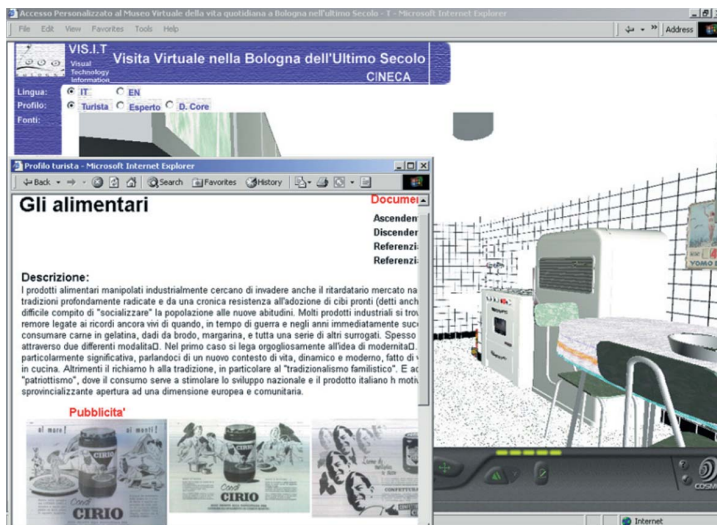 Accesso Personalizzato al Museo Virtuale della vita quotidiana a Bologna nell'ultimo Secolo - T - Microsoft Internet Explorer
File Edit View Favorites Tools Help
Address
VIS.I.T
Visual
Technology
Information
Visita Virtuale nella Bologna dell'Ultimo Secolo
CINECA
Lingua: IT EN
Profilo: Turista Esperto D. Core
Fonti:
Profilo turista - Microsoft Internet Explorer
Back Search Favorites History
Gli alimentari
Docume
Ascenden
Discender
Referenzi
Referenzi
Descrizione:
I prodotti alimentari manipolati industrialmente cercano di invadere anche il ritardatario mercato na
tradizioni profondamente radicate e da una cronica resistenza all'adozione di cibi pronti (detti anch
difficile compito di "socializzare" la popolazione alle nuove abitudini. Molti prodotti industriali si trov
remore legate ai ricordi ancora vivi di quando, in tempo di guerra e negli anni immediatamente succ
consumare carne in gelatina, dadi da brodo, margarina, e tutta una serie di altri surrogati. Spesso
attraverso due differenti modalità□. Nel primo caso si lega orgogliosamente all'idea di modernità□.
particolarmente significativa, parlandoci di un nuovo contesto di vita, dinamico e moderno, fatto di v
in cucina. Altrimenti il richiamo h alla tradizione, in particolare al "tradizionalismo familistico". E ac
"patriottismo", dove il consumo serve a stimolare lo sviluppo nazionale e il prodotto italiano h motiv
sprovincializzante apertura ad una dimensione europea e comunitaria.
Pubblicita'
al mare! ai monti!
CIRIO
CIRIO
CIRIO
YOMO
COSMO
Internet